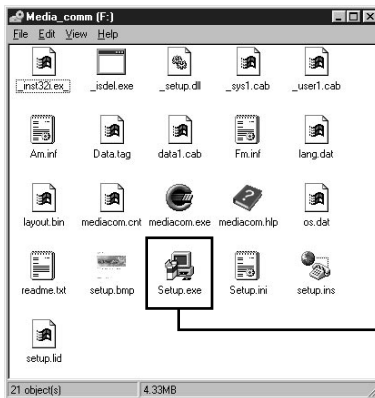 Media_comm (F:)
File Edit View Help
_inst32i.ex_ _isdel.exe _setup.dll _sys1.cab _user1.cab
Am.inf Data.tag data1.cab Fm.inf lang.dat
layout.bin mediacom.cnt mediacom.exe mediacom.hlp os.dat
readme.txt setup.bmp Setup.exe Setup.ini setup.ins
setup.lid
21 object(s) 4.33MB